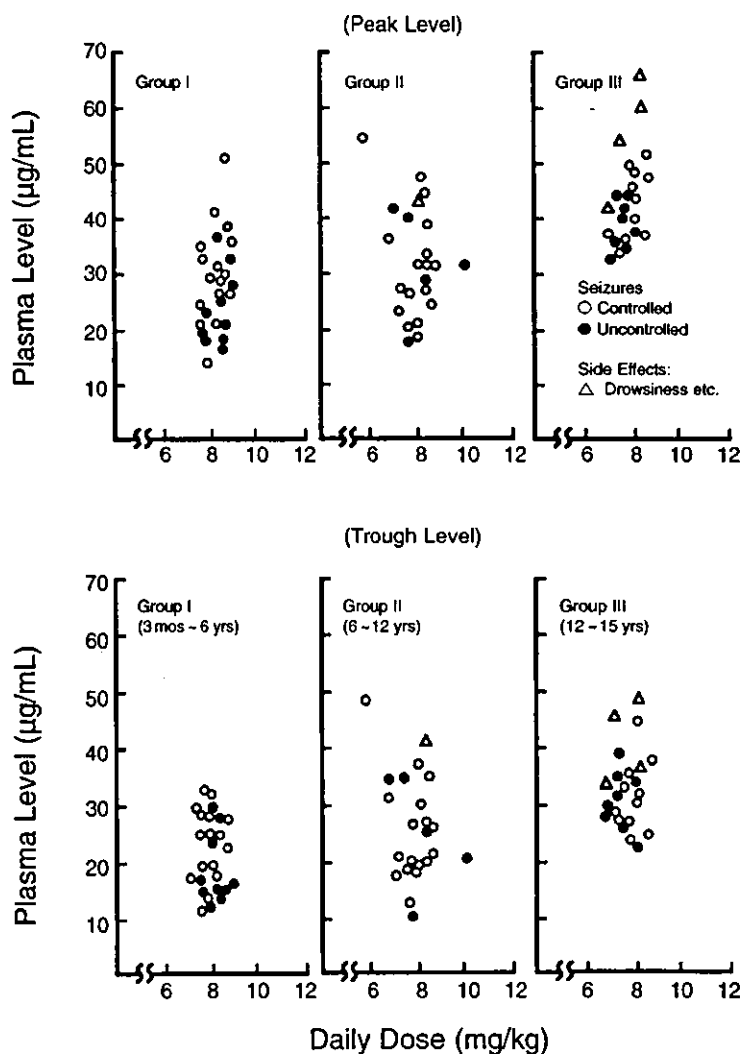 (Peak Level)
70
60
50
40
30
20
10
Plasma Level (µg/mL)
Group I
Group II
Group III
Seizures
Controlled
Uncontrolled
Side Effects:
Drowsiness etc.
6 8 10 12
6 8 10 12
6 8 10 12
(Trough Level)
70
60
50
40
30
20
10
Plasma Level (µg/mL)
Group I
(3 mos ~ 6 yrs)
Group II
(6 ~ 12 yrs)
Group III
(12 ~ 15 yrs)
6 8 10 12
6 8 10 12
6 8 10 12
Daily Dose (mg/kg)